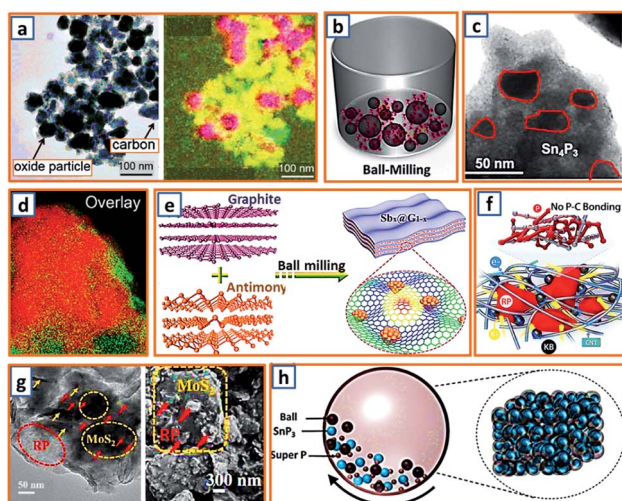 a
oxide particle
carbon
100 nm
100 nm
b
Ball-Milling
c
Sn₄P₃
50 nm
d
Overlay
e
Graphite
+
Antimony
Ball milling
Sbₓ@G₁₋ₓ
f
No P-C Bonding
P
e-
RP
KB
CNT
g
RP
MoS₂
50 nm
MoS₂
RP
300 nm
h
Ball
SnP₃
Super P